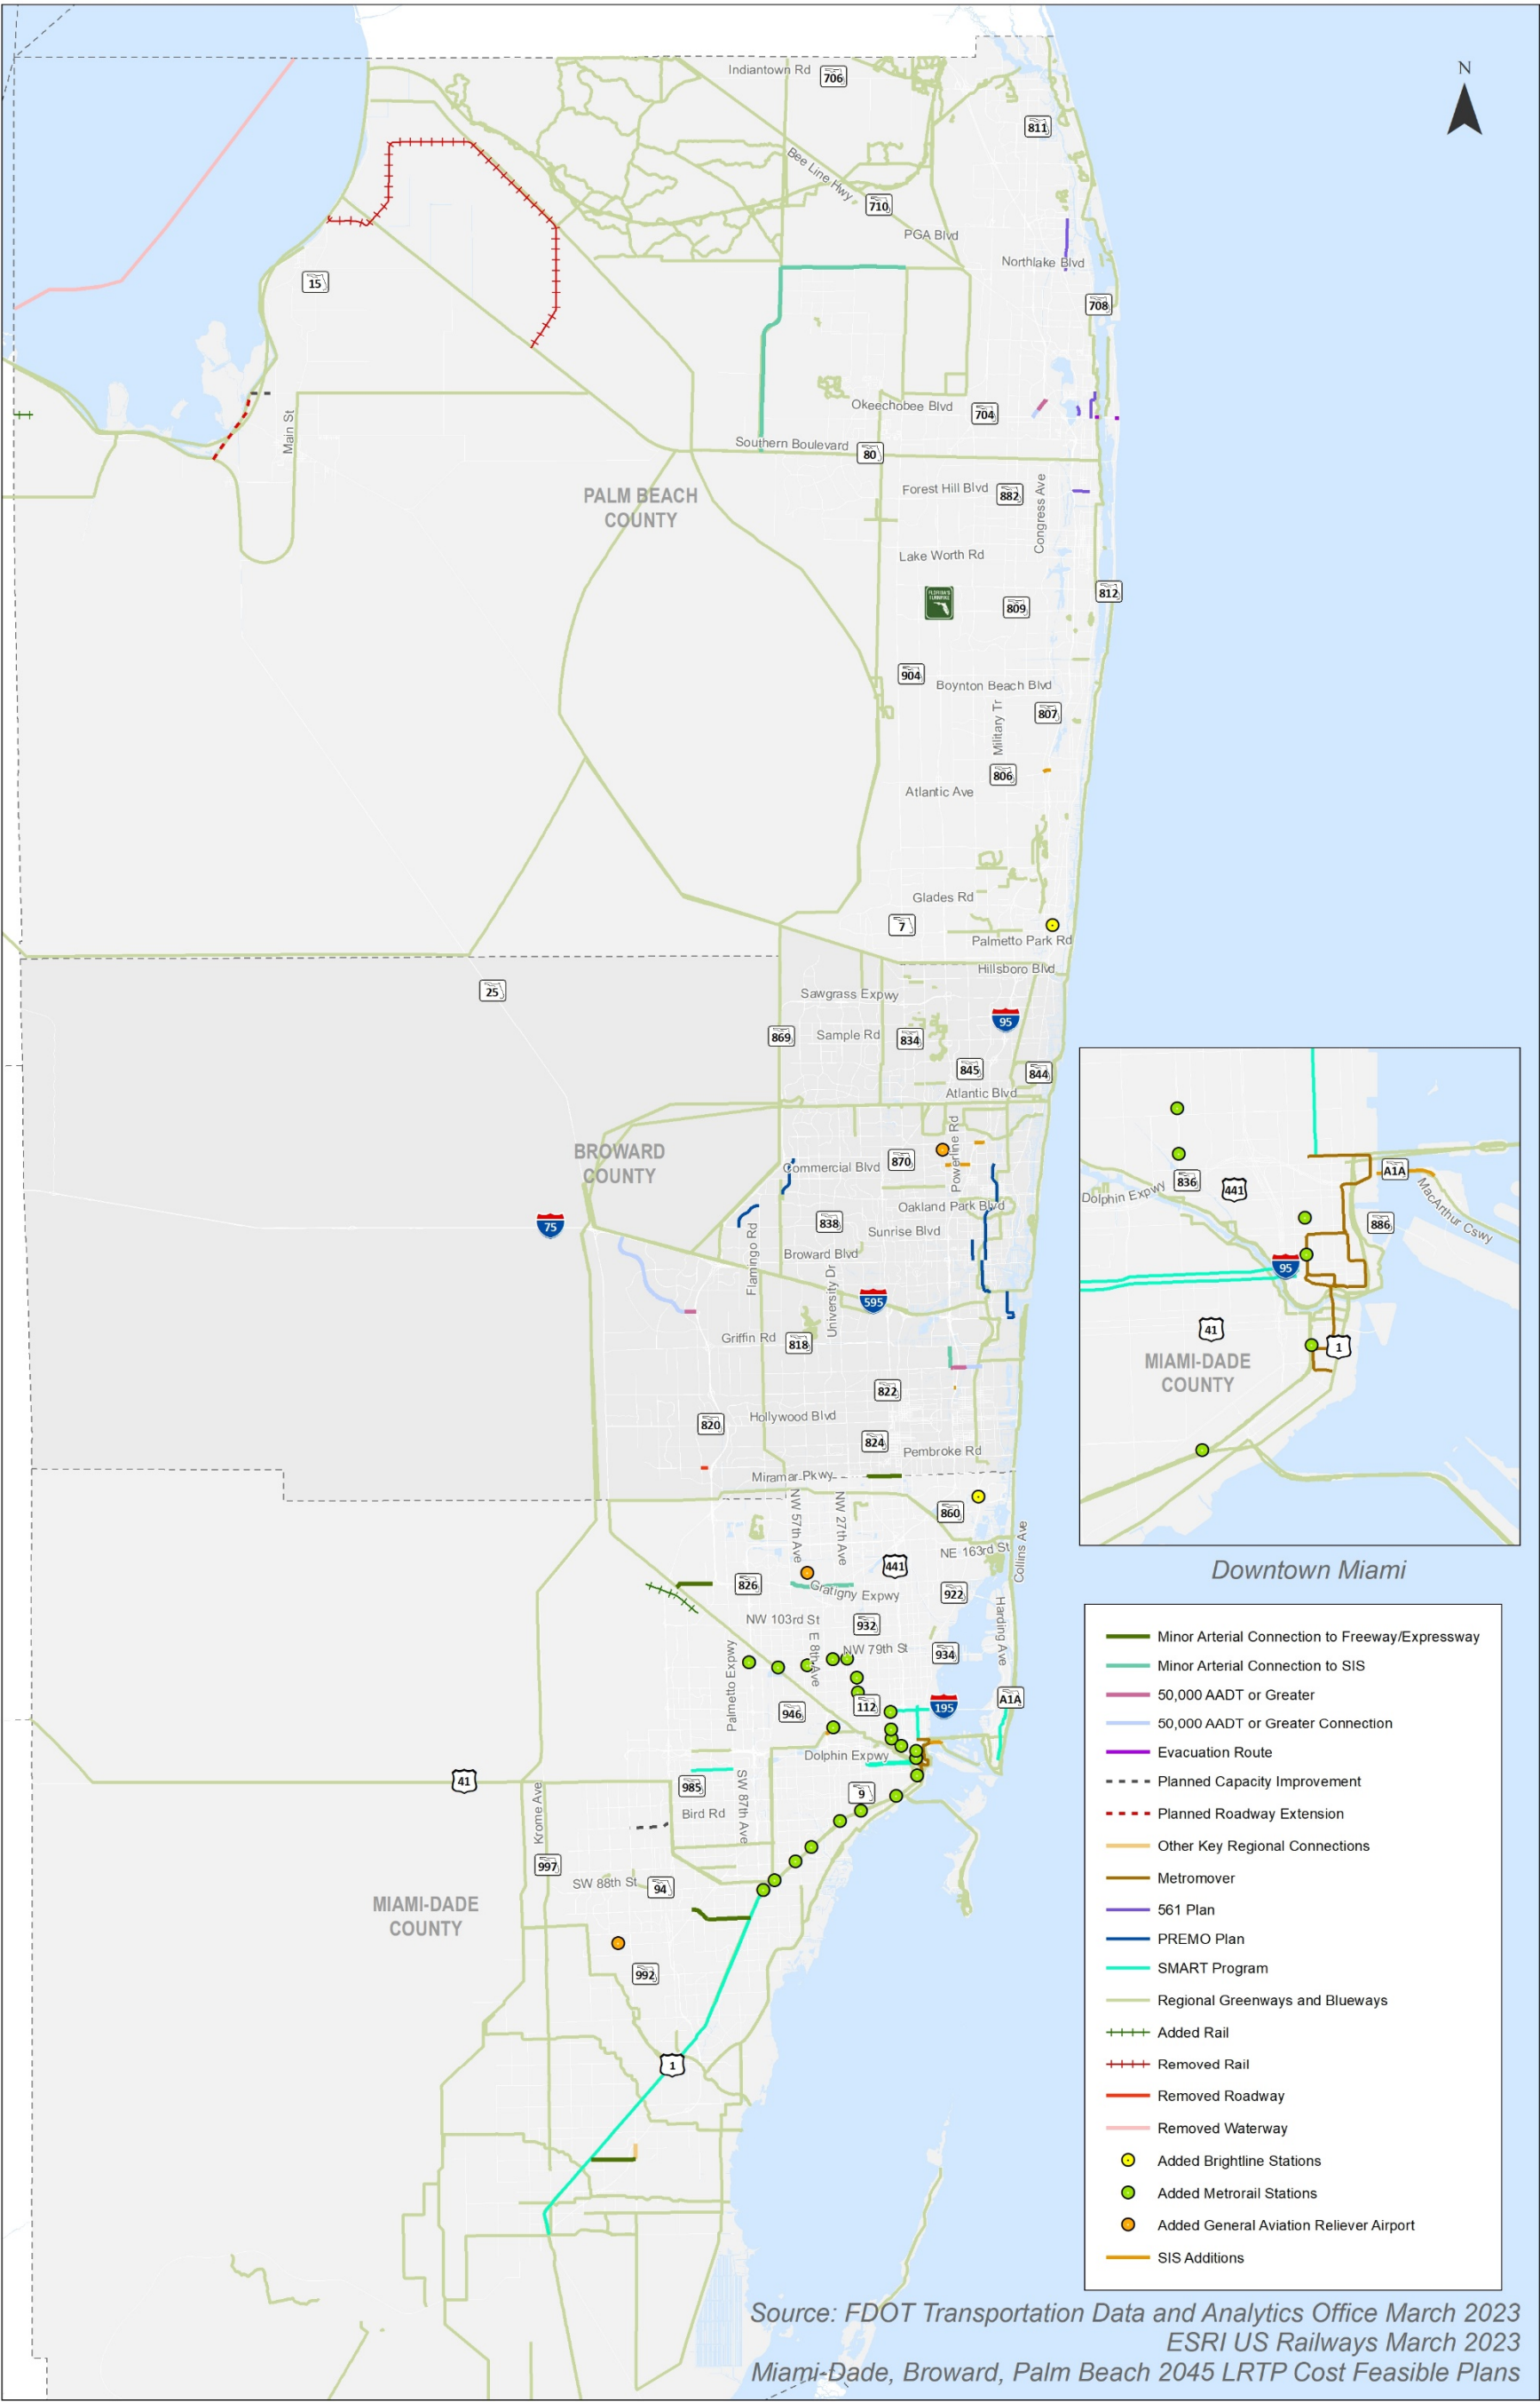 N
Indiantown Rd
706
811
Bee Line Hwy
710
PGA Blvd
Northlake Blvd
15
708
Main St
Okeechobee Blvd
704
Southern Boulevard
80
Forest Hill Blvd
882
Congress Ave
PALM BEACH
COUNTY
Lake Worth Rd
FLORIDA'S
TURNPIKE
809
812
904
Boynton Beach Blvd
Military Tr
807
806
Atlantic Ave
Glades Rd
7
Palmetto Park Rd
Hillsboro Blvd
25
Sawgrass Expwy
95
869
Sample Rd
834
845
844
Atlantic Blvd
BROWARD
COUNTY
Powerline Rd
Commercial Blvd
870
Oakland Park Blvd
75
838
Sunrise Blvd
Flamingo Rd
Broward Blvd
University Dr
595
Griffin Rd
818
822
820
Hollywood Blvd
824
Pembroke Rd
Miramar Pkwy
NW 57th Ave
NW 27th Ave
860
NE 163rd St
Collins Ave
441
826
Gratigny Expwy
922
NW 103rd St
932
Harding Ave
E 8th Ave
NW 79th St
934
Palmetto Expwy
946
112
195
A1A
Dolphin Expwy
41
985
SW 87th Ave
9
Krome Ave
Bird Rd
997
SW 88th St
94
MIAMI-DADE
COUNTY
992
1
836
441
Dolphin Expwy
A1A
MacArthur Cswy
886
95
41
1
MIAMI-DADE
COUNTY
Downtown Miami
Minor Arterial Connection to Freeway/Expressway
Minor Arterial Connection to SIS
50,000 AADT or Greater
50,000 AADT or Greater Connection
Evacuation Route
Planned Capacity Improvement
Planned Roadway Extension
Other Key Regional Connections
Metromover
561 Plan
PREMO Plan
SMART Program
Regional Greenways and Blueways
Added Rail
Removed Rail
Removed Roadway
Removed Waterway
Added Brightline Stations
Added Metrorail Stations
Added General Aviation Reliever Airport
SIS Additions
Source: FDOT Transportation Data and Analytics Office March 2023
ESRI US Railways March 2023
Miami-Dade, Broward, Palm Beach 2045 LRTP Cost Feasible Plans